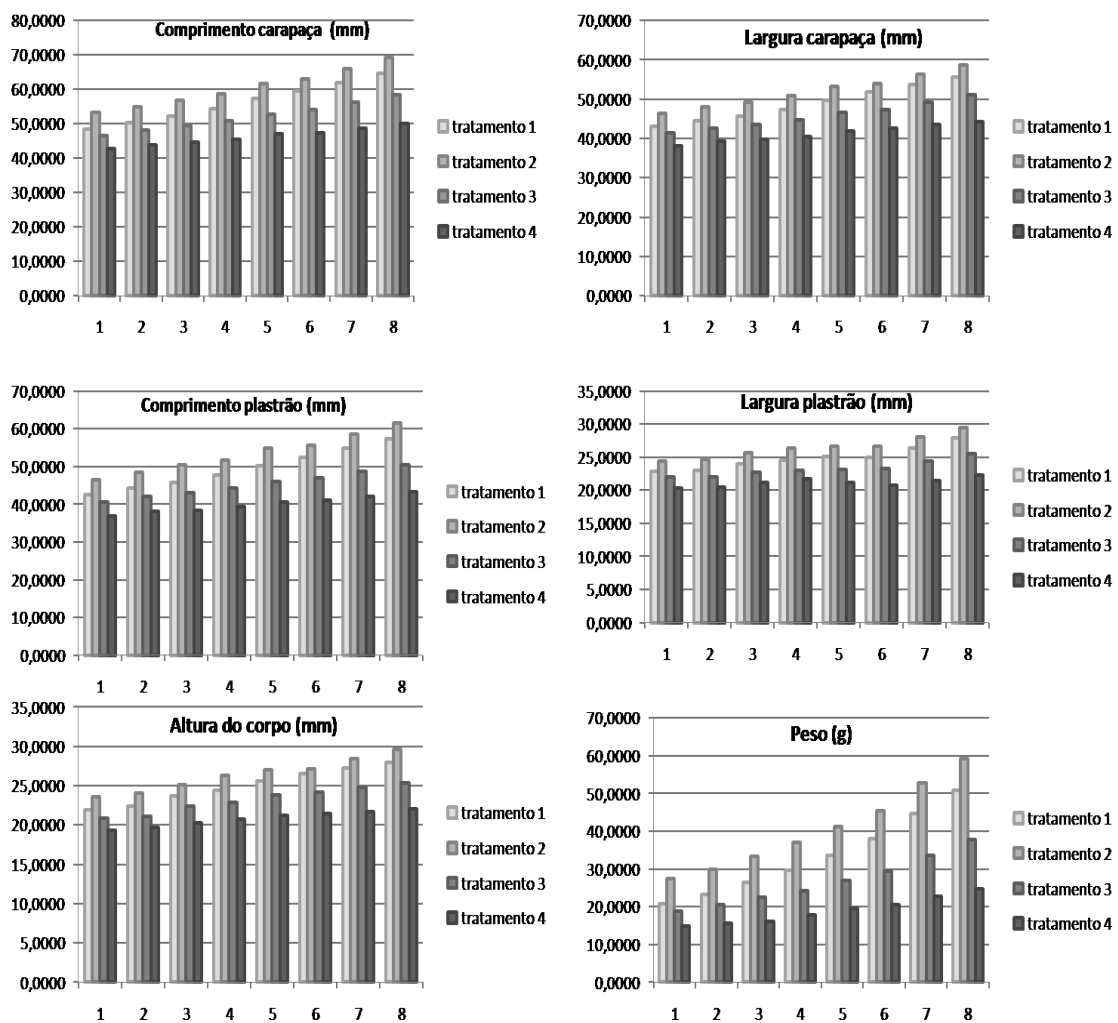 Comprimento carapaça (mm)
80,0000
70,0000
60,0000
50,0000
40,0000
30,0000
20,0000
10,0000
0,0000
1 2 3 4 5 6 7 8
tratamento 1
tratamento 2
tratamento 3
tratamento 4
Largura carapaça (mm)
70,0000
60,0000
50,0000
40,0000
30,0000
20,0000
10,0000
0,0000
1 2 3 4 5 6 7 8
tratamento 1
tratamento 2
tratamento 3
tratamento 4
Comprimento plastrão (mm)
70,0000
60,0000
50,0000
40,0000
30,0000
20,0000
10,0000
0,0000
1 2 3 4 5 6 7 8
tratamento 1
tratamento 2
tratamento 3
tratamento 4
Largura plastrão (mm)
35,0000
30,0000
25,0000
20,0000
15,0000
10,0000
5,0000
0,0000
1 2 3 4 5 6 7 8
tratamento 1
tratamento 2
tratamento 3
tratamento 4
Altura do corpo (mm)
35,0000
30,0000
25,0000
20,0000
15,0000
10,0000
5,0000
0,0000
1 2 3 4 5 6 7 8
tratamento 1
tratamento 2
tratamento 3
tratamento 4
Peso (g)
70,0000
60,0000
50,0000
40,0000
30,0000
20,0000
10,0000
0,0000
1 2 3 4 5 6 7 8
tratamento 1
tratamento 2
tratamento 3
tratamento 4